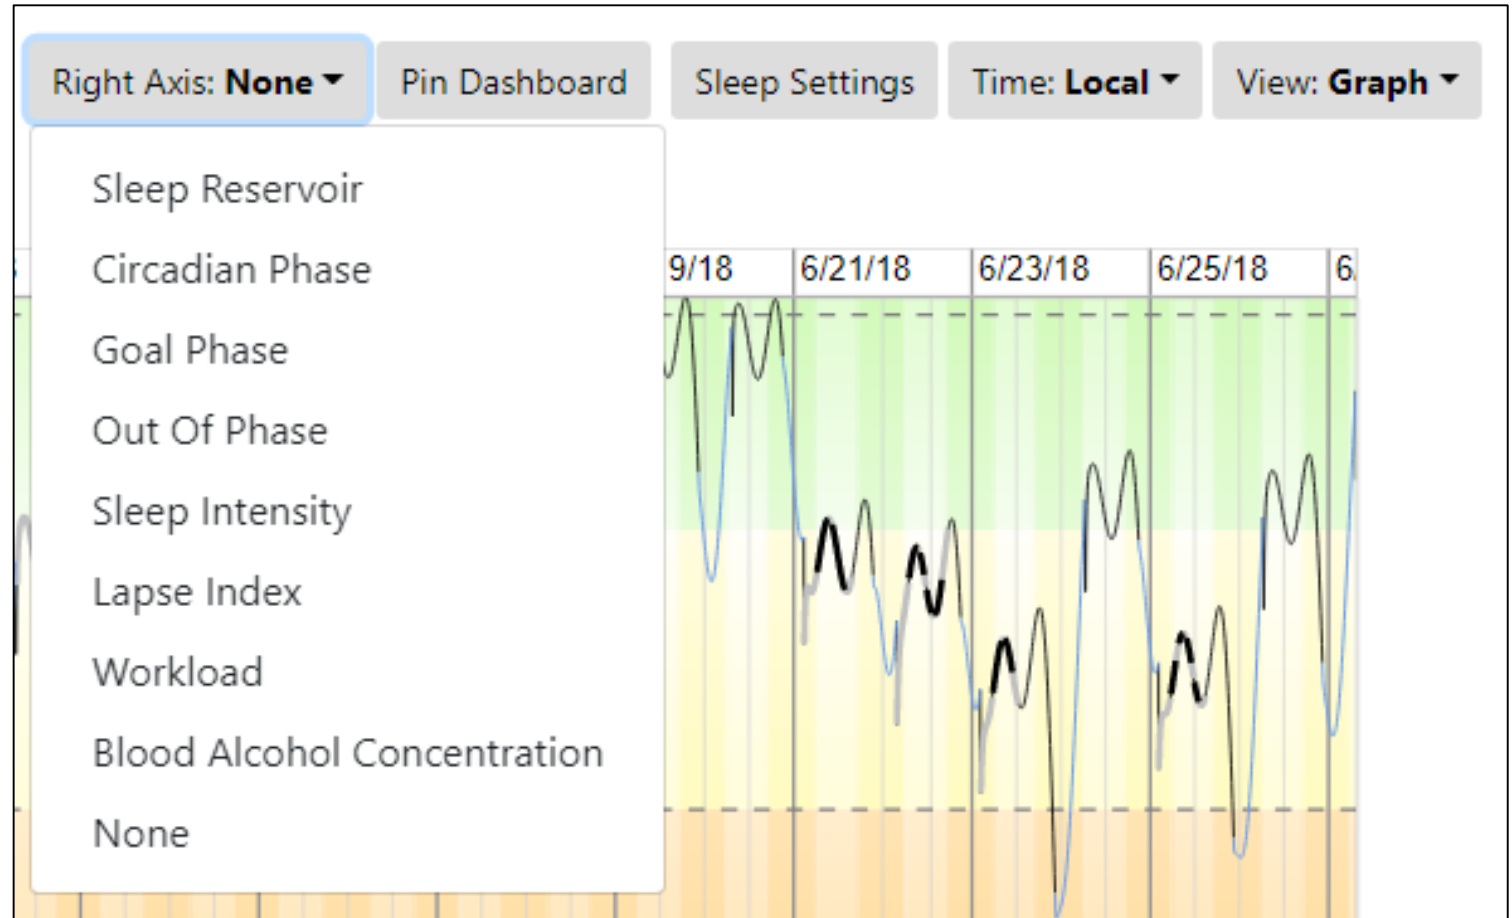 Right Axis: None Pin Dashboard Sleep Settings Time: Local View: Graph
Sleep Reservoir
Circadian Phase
Goal Phase
Out Of Phase
Sleep Intensity
Lapse Index
Workload
Blood Alcohol Concentration
None
9/18 6/21/18 6/23/18 6/25/18 6/